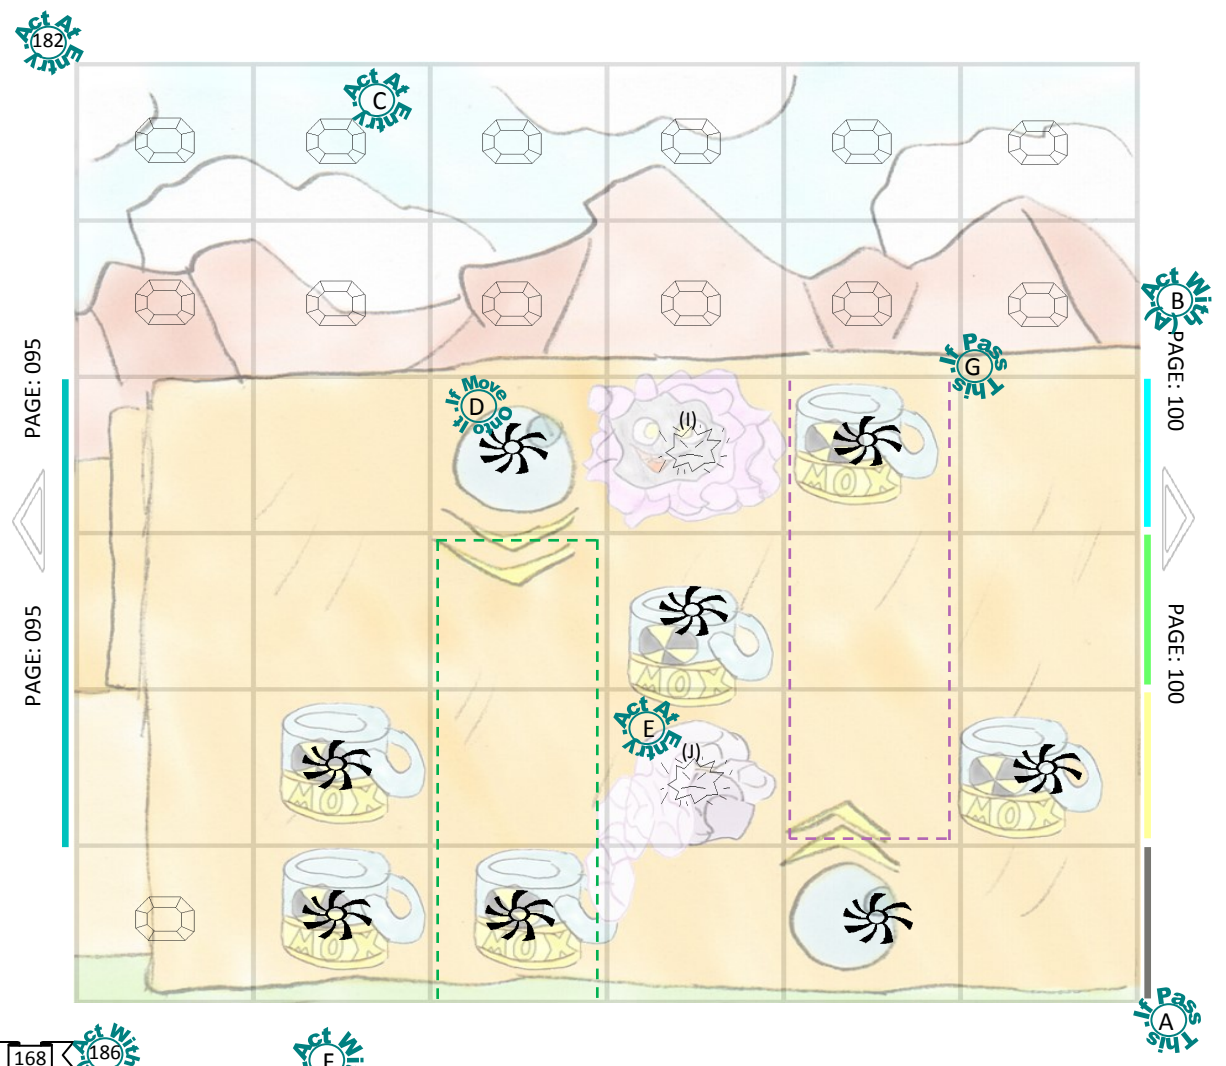 Act At Entry.
182
Act At Entry.
C
Act With (A)
B
PAGE: 095
PAGE: 100
If Pass This.
G
If Move Onto It.
D
(I)
MOX
MOX
PAGE: 095
PAGE: 100
Act At Entry.
E
(J)
MOX
MOX
MOX
MOX
If Pass This.
A
168
Act With
186
Act Wi